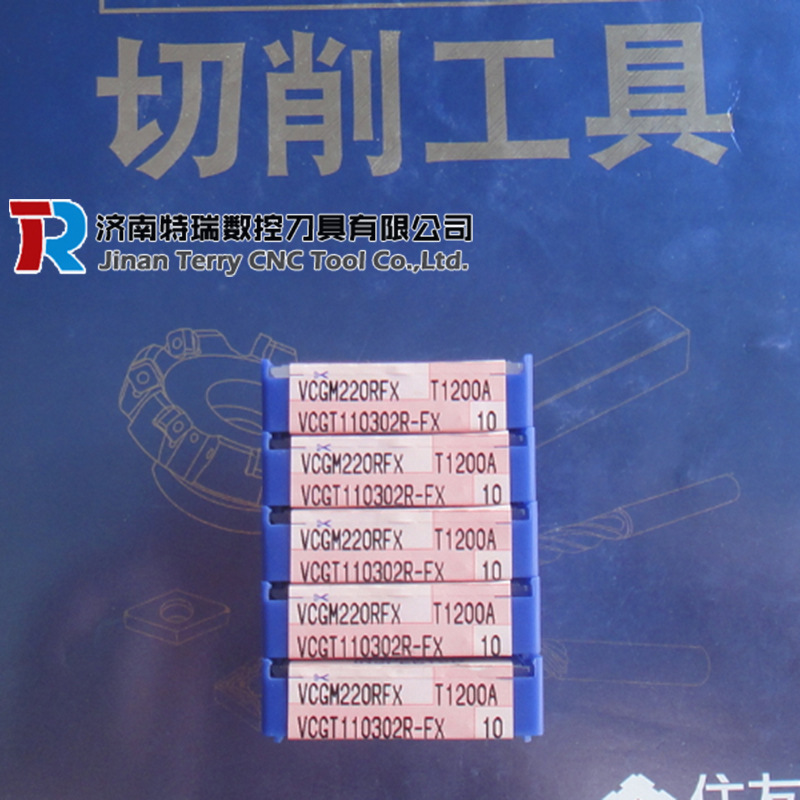 切削工具
TR
济南特瑞数控刀具有限公司
Jinan Terry CNC Tool Co.,Ltd.
VCGM220RFX T1200A
VCGT110302R-FX 10
VCGM220RFX T1200A
VCGT110302R-FX 10
VCGM220RFX T1200A
VCGT110302R-FX 10
VCGM220RFX T1200A
VCGT110302R-FX 10
VCGM220RFX T1200A
VCGT110302R-FX 10
住友